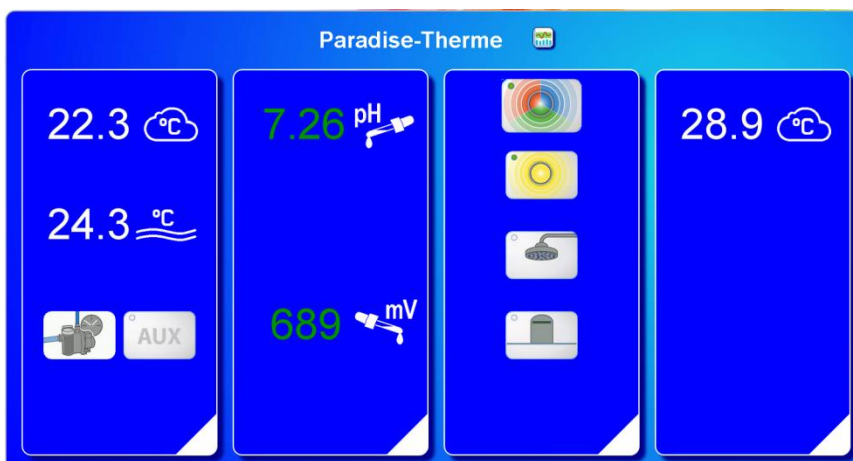 Paradise-Therme
22.3 °C
24.3 °C
AUX
7.26 pH
689 mV
28.9 °C